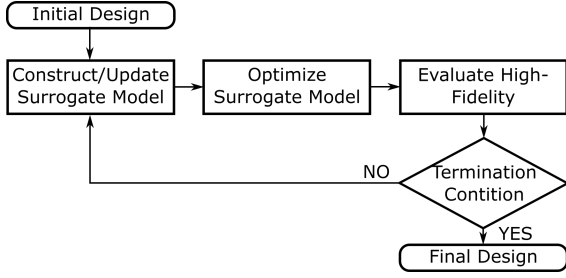 Initial Design
Construct/Update
Surrogate Model
Optimize
Surrogate Model
Evaluate High-
Fidelity
Termination
Contition
NO
YES
Final Design